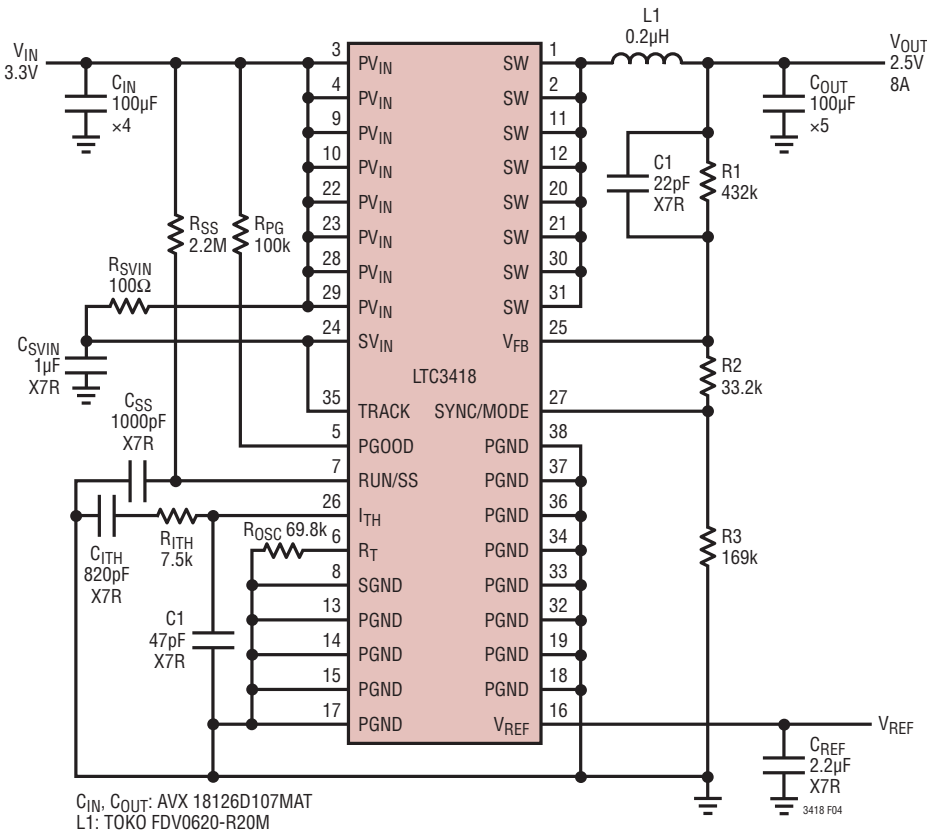 L1
0.2µH
VIN
3.3V
CIN
100µF
×4
VOUT
2.5V
8A
COUT
100µF
×5
3 PVIN SW 1
4 PVIN SW 2
9 PVIN SW 11
10 PVIN SW 12
22 PVIN SW 20
23 PVIN SW 21
28 PVIN SW 30
29 PVIN SW 31
24 SVIN VFB 25
LTC3418
35 TRACK SYNC/MODE 27
5 PGOOD PGND 38
7 RUN/SS PGND 37
26 ITH PGND 36
6 RT PGND 34
8 SGND PGND 33
13 PGND PGND 32
14 PGND PGND 19
15 PGND PGND 18
17 PGND VREF 16
C1
22pF
X7R
R1
432k
RSS
2.2M
RPG
100k
RSVIN
100Ω
CSVIN
1µF
X7R
R2
33.2k
CSS
1000pF
X7R
CITH
820pF
X7R
RITH
7.5k
ROSC 69.8k
R3
169k
C1
47pF
X7R
VREF
CREF
2.2µF
X7R
CIN, COUT: AVX 18126D107MAT
L1: TOKO FDV0620-R20M
3418 F04